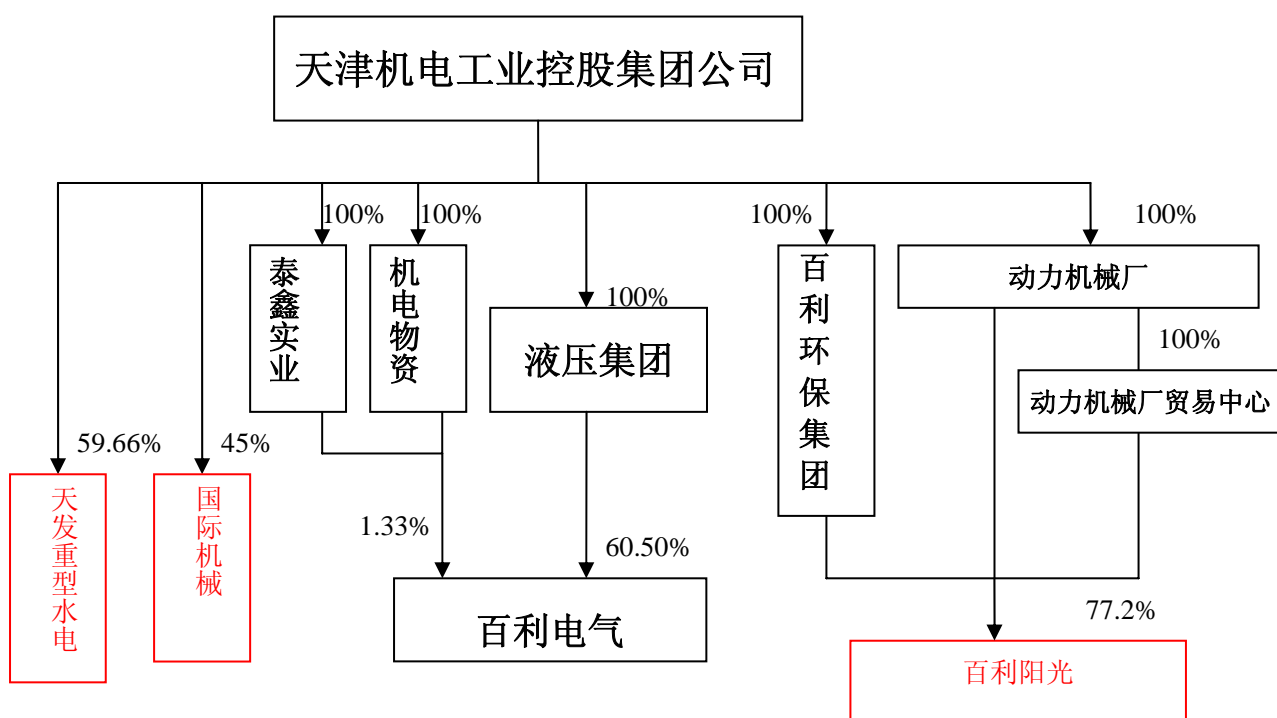 天津机电工业控股集团公司
100%
100%
100%
100%
泰鑫实业
机电物资
百利环保集团
动力机械厂
100%
液压集团
100%
动力机械厂贸易中心
59.66%
45%
天发重型水电
国际机械
1.33%
60.50%
百利电气
77.2%
百利阳光